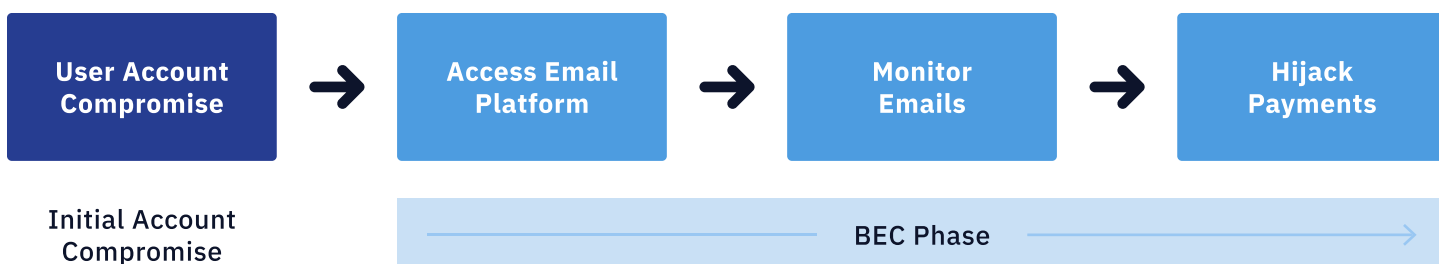 User Account
Compromise
Access Email
Platform
Monitor
Emails
Hijack
Payments
Initial Account
Compromise
BEC Phase